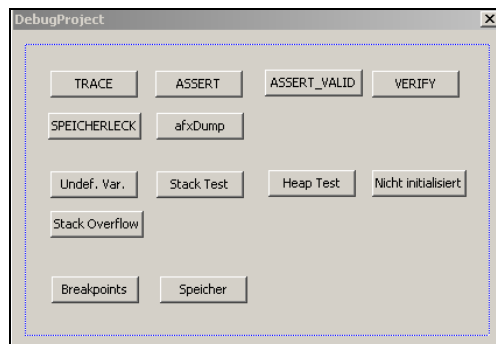 DebugProject
TRACE ASSERT ASSERT_VALID VERIFY
SPEICHERLECK afxDump
Undef. Var. Stack Test Heap Test Nicht initialisiert
Stack Overflow
Breakpoints Speicher